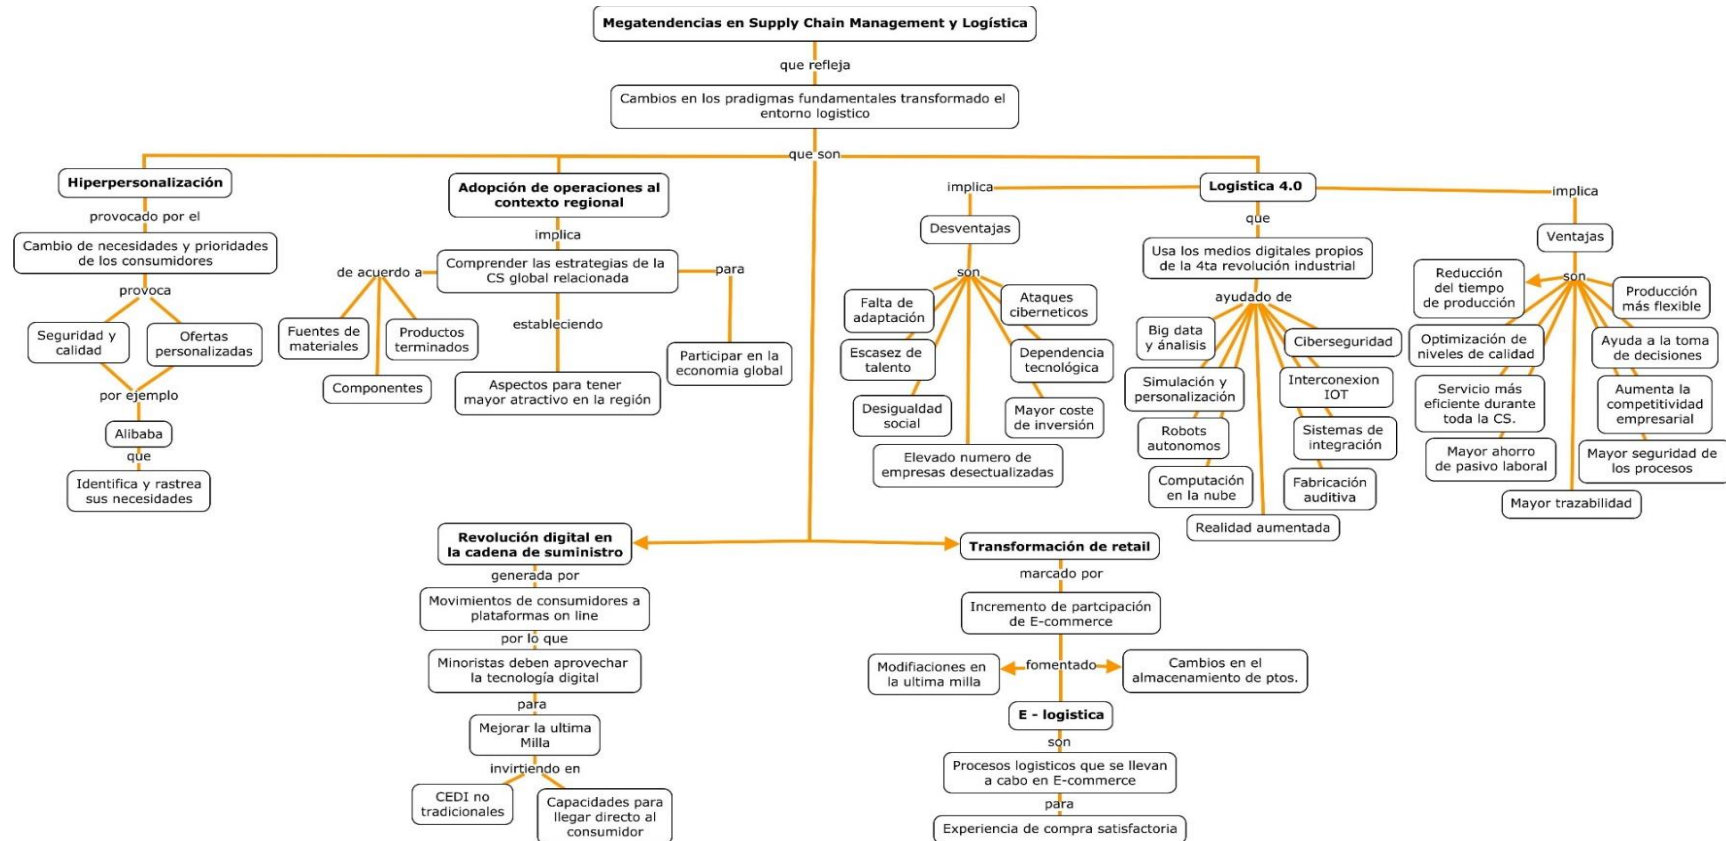 Megatendencias en Supply Chain Management y Logística
que refleja
Cambios en los pradigmas fundamentales transformado el
entorno logistico
que son
Hiperpersonalización
provocado por el
Cambio de necesidades y prioridades
de los consumidores
provoca
Seguridad y
calidad
Ofertas
personalizadas
por ejemplo
Alibaba
que
Identifica y rastrea
sus necesidades
Adopción de operaciones al
contexto regional
implica
Comprender las estrategias de la
CS global relacionada
de acuerdo a
Fuentes de
materiales
Componentes
Productos
terminados
estableciendo
Aspectos para tener
mayor atractivo en la región
para
Participar en la
economia global
Logistica 4.0
implica
Desventajas
son
Falta de
adaptación
Ataques
ciberneticos
Escasez de
talento
Dependencia
tecnológica
Desigualdad
social
Mayor coste
de inversión
Elevado numero de
empresas desectualizadas
que
Usa los medios digitales propios
de la 4ta revolución industrial
ayudado de
Big data
y ánalisis
Ciberseguridad
Simulación y
personalización
Interconexion
IOT
Robots
autonomos
Sistemas de
integración
Computación
en la nube
Fabricación
auditiva
Realidad aumentada
implica
Ventajas
son
Reducción
del tiempo
de producción
Producción
más flexible
Optimización de
niveles de calidad
Ayuda a la toma
de decisiones
Servicio más
eficiente durante
toda la CS.
Aumenta la
competitividad
empresarial
Mayor ahorro
de pasivo laboral
Mayor seguridad de
los procesos
Mayor trazabilidad
Revolución digital en
la cadena de suministro
generada por
Movimientos de consumidores a
plataformas on line
por lo que
Minoristas deben aprovechar
la tecnología digital
para
Mejorar la ultima
Milla
invirtiendo en
CEDI no
tradicionales
Capacidades para
llegar directo al
consumidor
Transformación de retail
marcado por
Incremento de partcipación
de E-commerce
fomentado
Modifiaciones en
la ultima milla
Cambios en el
almacenamiento de ptos.
E - logistica
son
Procesos logisticos que se llevan
a cabo en E-commerce
para
Experiencia de compra satisfactoria